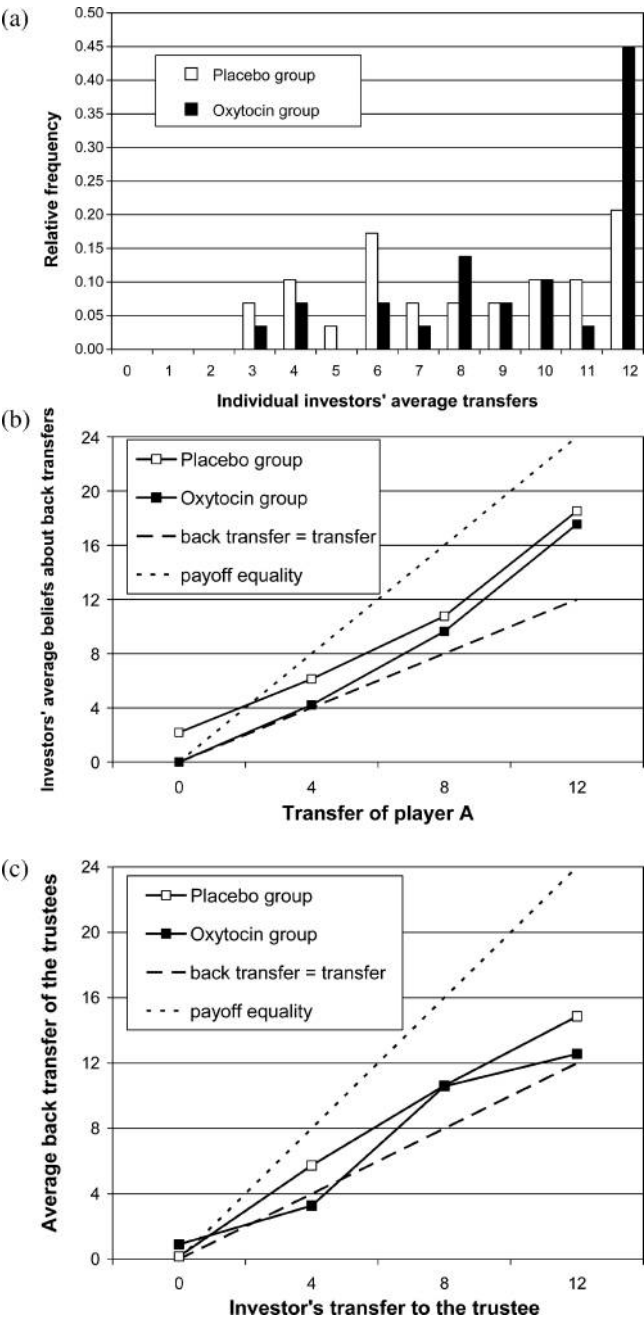 (a)
0.50
0.45
0.40
0.35
0.30
0.25
0.20
0.15
0.10
0.05
0.00
Relative frequency
Placebo group
Oxytocin group
0 1 2 3 4 5 6 7 8 9 10 11 12
Individual investors' average transfers
(b)
24
20
16
12
8
4
0
Investors' average beliefs about back transfers
Placebo group
Oxytocin group
back transfer = transfer
payoff equality
0 4 8 12
Transfer of player A
(c)
24
20
16
12
8
4
0
Average back transfer of the trustees
Placebo group
Oxytocin group
back transfer = transfer
payoff equality
0 4 8 12
Investor's transfer to the trustee